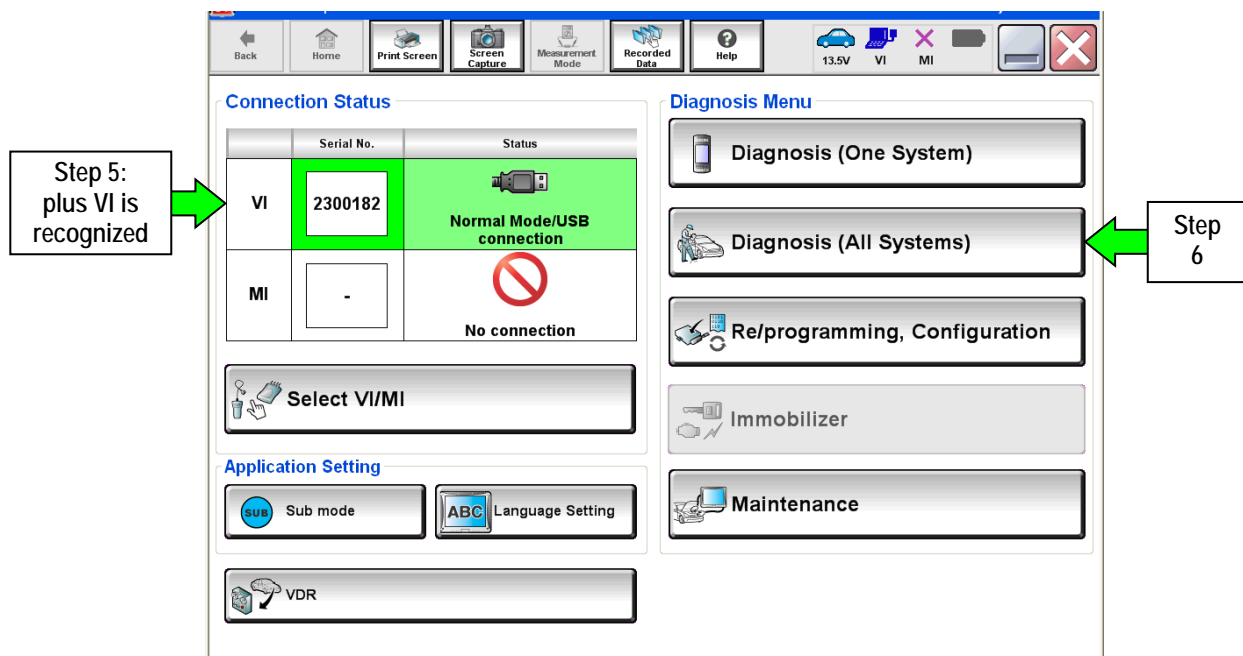 Back
Home
Print Screen
Screen
Capture
Measurement
Mode
Recorded
Data
Help
13.5V
VI
MI
Connection Status
Serial No.
Status
VI
2300182
Normal Mode/USB
connection
MI
-
No connection
Select VI/MI
Application Setting
SUB
Sub mode
ABC
Language Setting
VDR
Diagnosis Menu
Diagnosis (One System)
Diagnosis (All Systems)
Re/programming, Configuration
Immobilizer
Maintenance
Step 5:
plus VI is
recognized
Step
6